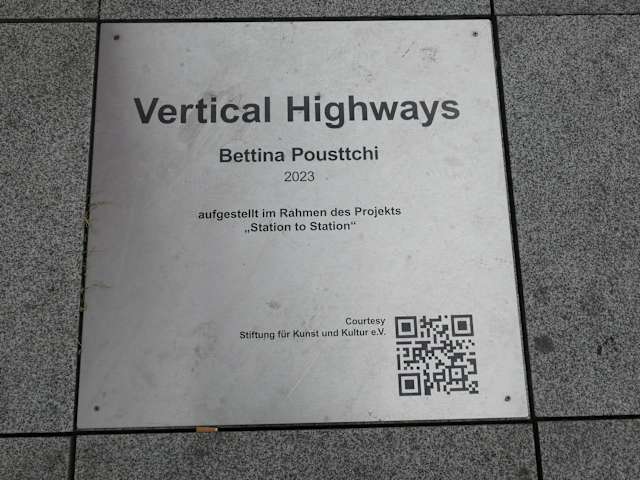 Vertical Highways
Bettina Pousttchi
2023
aufgestellt im Rahmen des Projekts
„Station to Station“
Courtesy
Stiftung für Kunst und Kultur e.V.